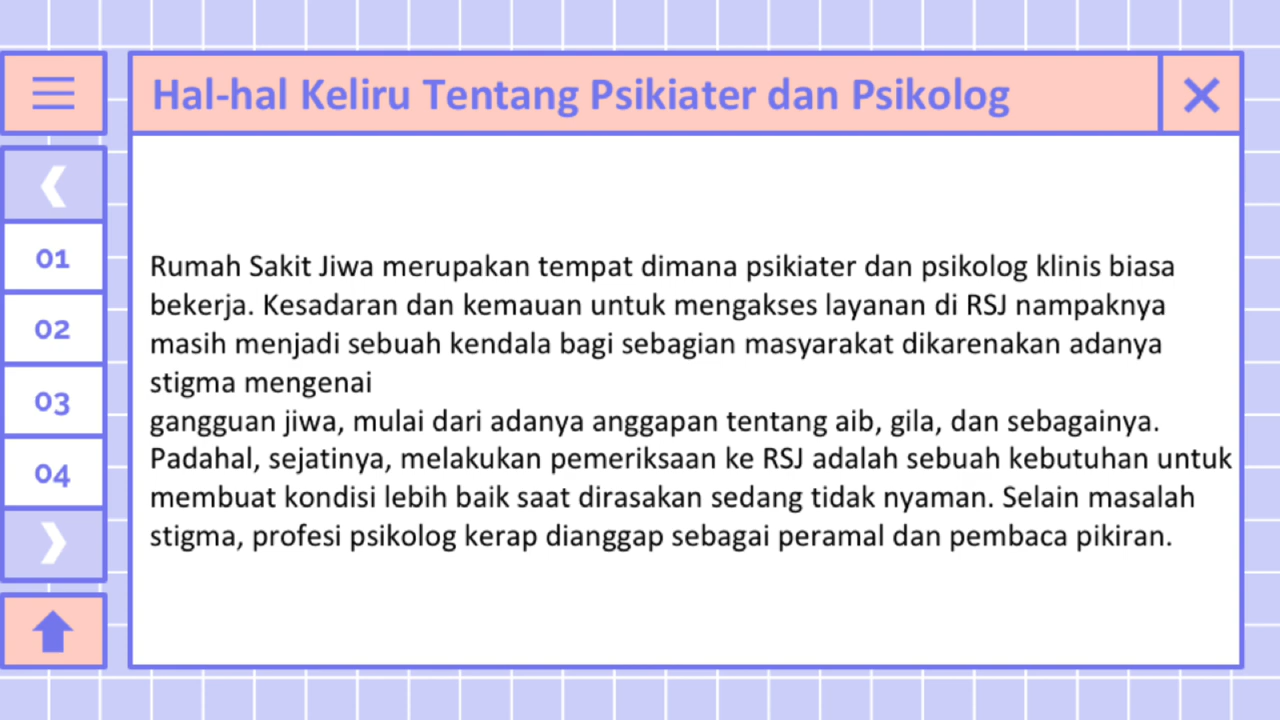 Hal-hal Keliru Tentang Psikiater dan Psikolog
01
02
03
04
Rumah Sakit Jiwa merupakan tempat dimana psikiater dan psikolog klinis biasa
bekerja. Kesadaran dan kemauan untuk mengakses layanan di RSJ nampaknya
masih menjadi sebuah kendala bagi sebagian masyarakat dikarenakan adanya
stigma mengenai
gangguan jiwa, mulai dari adanya anggapan tentang aib, gila, dan sebagainya.
Padahal, sejatinya, melakukan pemeriksaan ke RSJ adalah sebuah kebutuhan untuk
membuat kondisi lebih baik saat dirasakan sedang tidak nyaman. Selain masalah
stigma, profesi psikolog kerap dianggap sebagai peramal dan pembaca pikiran.